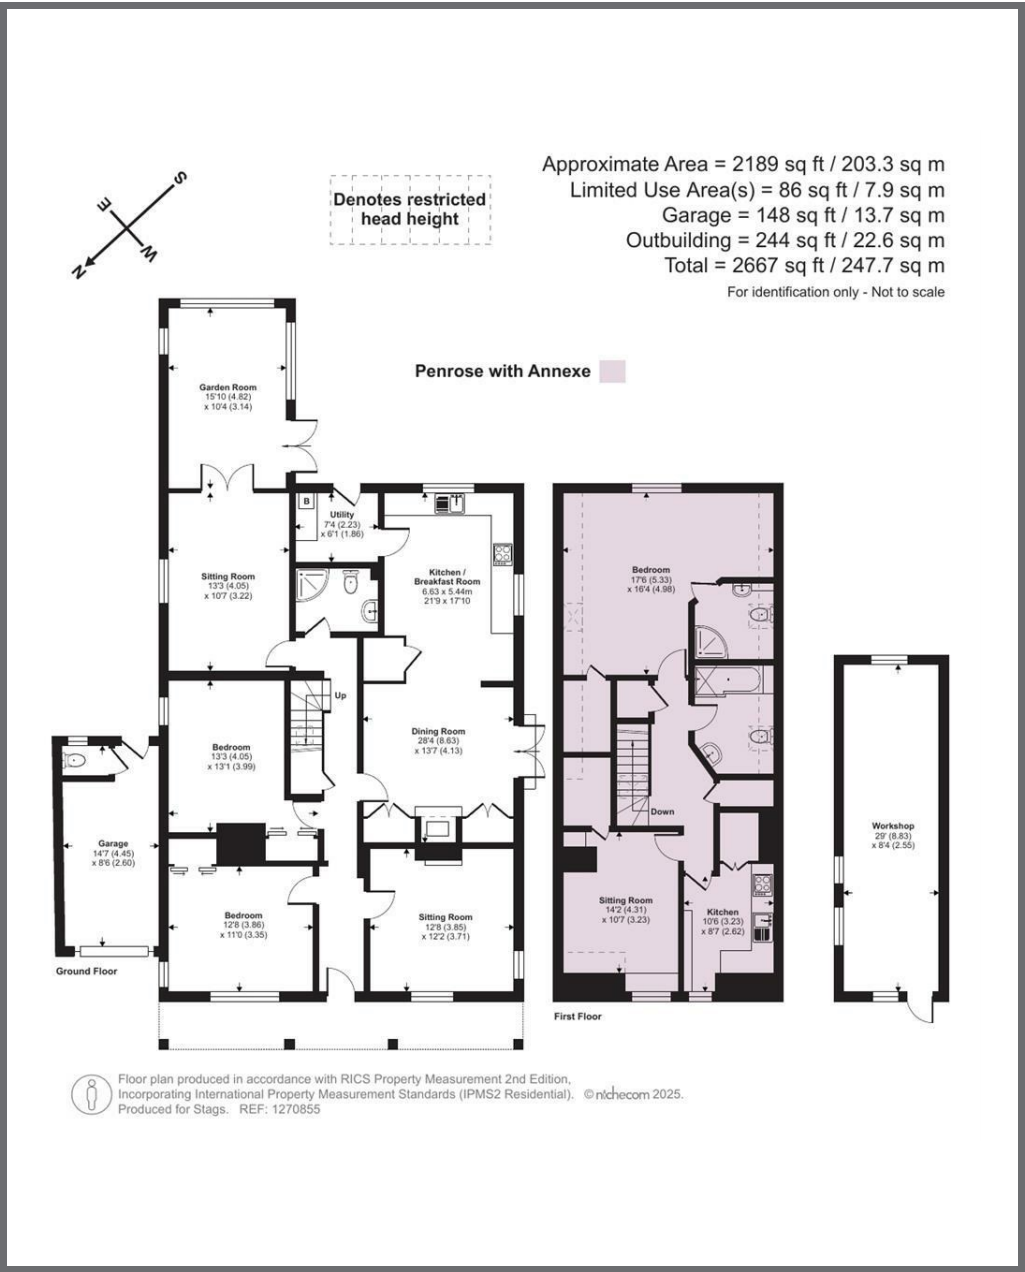 Approximate Area = 2189 sq ft / 203.3 sq m
Limited Use Area(s) = 86 sq ft / 7.9 sq m
Garage = 148 sq ft / 13.7 sq m
Outbuilding = 244 sq ft / 22.6 sq m
Total = 2667 sq ft / 247.7 sq m
For identification only - Not to scale
S
E
W
N
Denotes restricted
head height
Penrose with Annexe
Garden Room
15'10 (4.82)
x 10'4 (3.14)
B
Utility
7'4 (2.23)
x 6'1 (1.86)
Sitting Room
13'3 (4.05)
x 10'7 (3.22)
Kitchen /
Breakfast Room
6.63 x 5.44m
21'9 x 17'10
Up
Bedroom
13'3 (4.05)
x 13'1 (3.99)
Dining Room
28'4 (8.63)
x 13'7 (4.13)
Garage
14'7 (4.45)
x 8'6 (2.60)
Bedroom
12'8 (3.86)
x 11'0 (3.35)
Sitting Room
12'8 (3.85)
x 12'2 (3.71)
Ground Floor
Bedroom
17'6 (5.33)
x 16'4 (4.98)
Down
Sitting Room
14'2 (4.31)
x 10'7 (3.23)
Kitchen
10'6 (3.23)
x 8'7 (2.62)
First Floor
Workshop
29' (8.83)
x 8'4 (2.55)
Floor plan produced in accordance with RICS Property Measurement 2nd Edition,
Incorporating International Property Measurement Standards (IPMS2 Residential). © nichecom 2025.
Produced for Stags. REF: 1270855